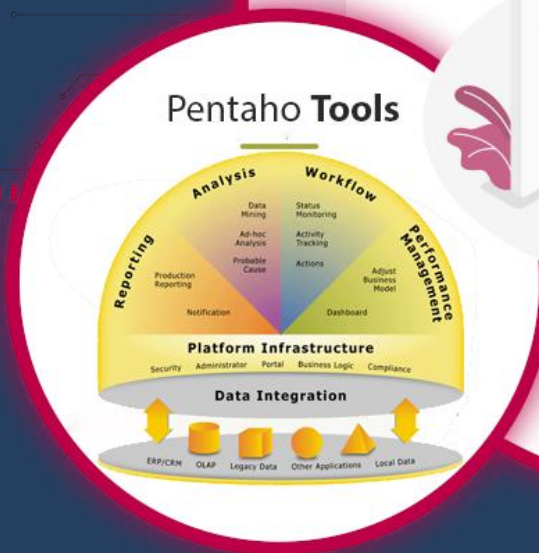 Pentaho Tools
Reporting
Analysis
Workflow
Performance
Management
Data
Mining
Ad-hoc
Analysis
Probable
Cause
Status
Monitoring
Activity
Tracking
Actions
Production
Reporting
Notification
Adjust
Business
Model
Dashboard
Platform Infrastructure
Security Administrator Portal Business Logic Compliance
Data Integration
ERP/CRM OLAP Legacy Data Other Applications Local Data